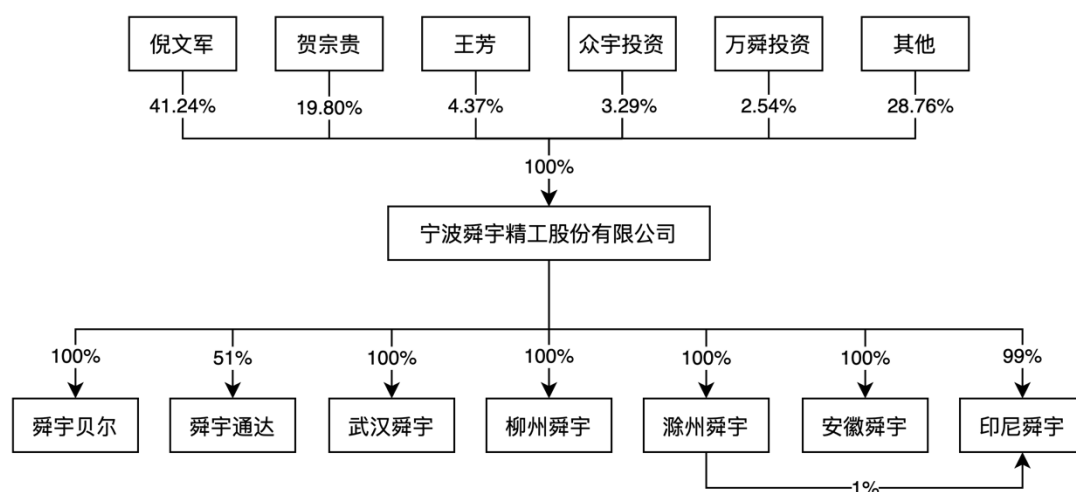 倪文军
贺宗贵
王芳
众宇投资
万舜投资
其他
41.24%
19.80%
4.37%
3.29%
2.54%
28.76%
100%
宁波舜宇精工股份有限公司
100%
51%
100%
100%
100%
100%
99%
舜宇贝尔
舜宇通达
武汉舜宇
柳州舜宇
滁州舜宇
安徽舜宇
印尼舜宇
1%